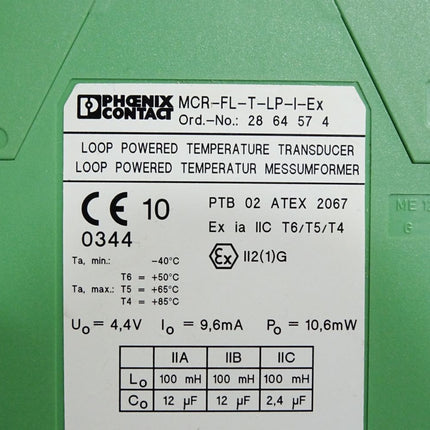 PHŒNIX CONTACT MCR-FL-T-LP-I-Ex
Ord.-No.: 28 64 57 4
LOOP POWERED TEMPERATURE TRANSDUCER
LOOP POWERED TEMPERATUR MESSUMFORMER
CE 10
0344
PTB 02 ATEX 2067
Ex ia IIC T6/T5/T4
Ex II2(1)G
Ta, min.: -40°C
T6 = +50°C
Ta, max.: T5 = +65°C
T4 = +85°C
Uo = 4,4V Io = 9,6mA Po = 10,6mW
IIA IIB IIC
Lo 100 mH 100 mH 100 mH
Co 12 µF 12 µF 2,4 µF
ME
G